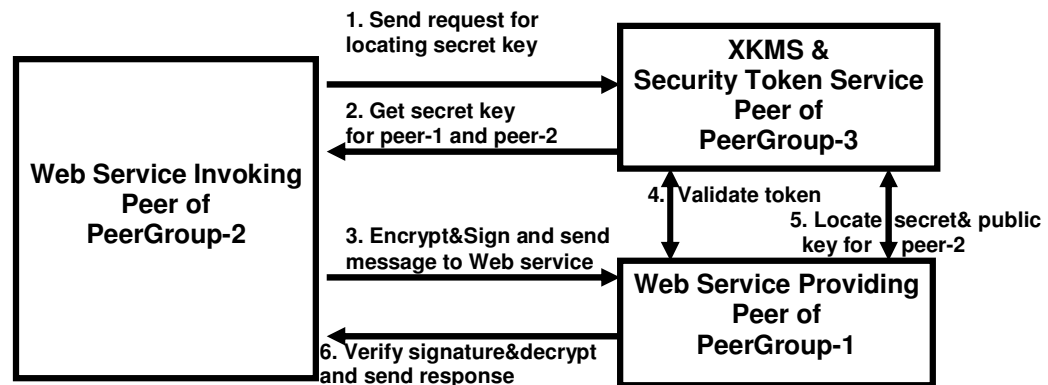 1. Send request for
locating secret key
XKMS &
Security Token Service
Peer of
PeerGroup-3
2. Get secret key
for peer-1 and peer-2
Web Service Invoking
Peer of
PeerGroup-2
4. Validate token
5. Locate secret& public
key for peer-2
3. Encrypt&Sign and send
message to Web service
Web Service Providing
Peer of
PeerGroup-1
6. Verify signature&decrypt
and send response